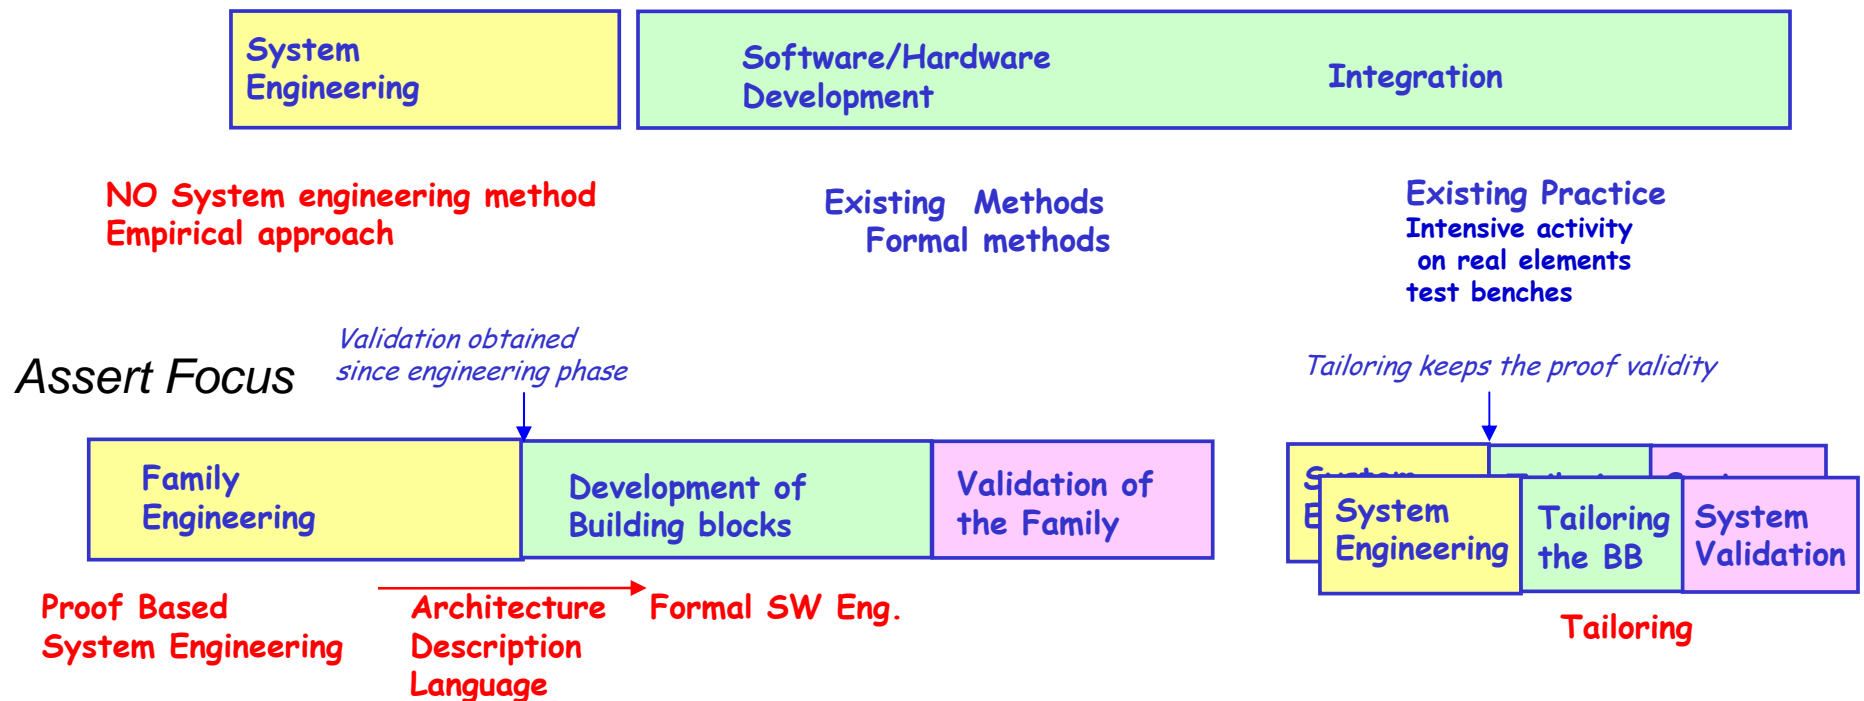 System
Engineering
Software/Hardware
Development
Integration
NO System engineering method
Empirical approach
Existing Methods
Formal methods
Existing Practice
Intensive activity
on real elements
test benches
Assert Focus
Validation obtained
since engineering phase
Tailoring keeps the proof validity
Family
Engineering
Development of
Building blocks
Validation of
the Family
System
Engineering
Tailoring
the BB
System
Validation
Proof Based
System Engineering
Architecture
Description
Language
Formal SW Eng.
Tailoring